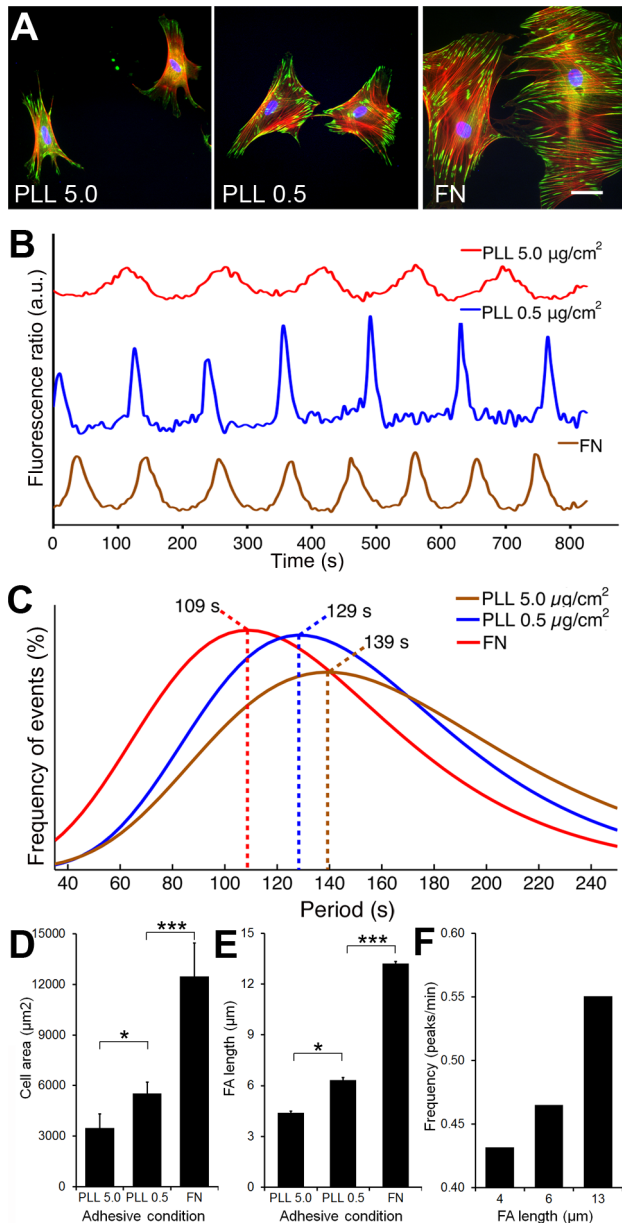 A
PLL 5.0
PLL 0.5
FN
B
Fluorescence ratio (a.u.)
PLL 5.0 µg/cm²
PLL 0.5 µg/cm²
FN
0 100 200 300 400 500 600 700 800
Time (s)
C
Frequency of events (%)
109 s
129 s
139 s
PLL 5.0 µg/cm²
PLL 0.5 µg/cm²
FN
40 60 80 100 120 140 160 180 200 220 240
Period (s)
D
Cell area (µm2)
15000
12000
9000
6000
3000
0
*
***
PLL 5.0 PLL 0.5 FN
Adhesive condition
E
FA length (µm)
15
12
9
6
3
0
*
***
PLL 5.0 PLL 0.5 FN
Adhesive condition
F
Frequency (peaks/min)
0.60
0.55
0.50
0.45
0.40
4 6 13
FA length (µm)